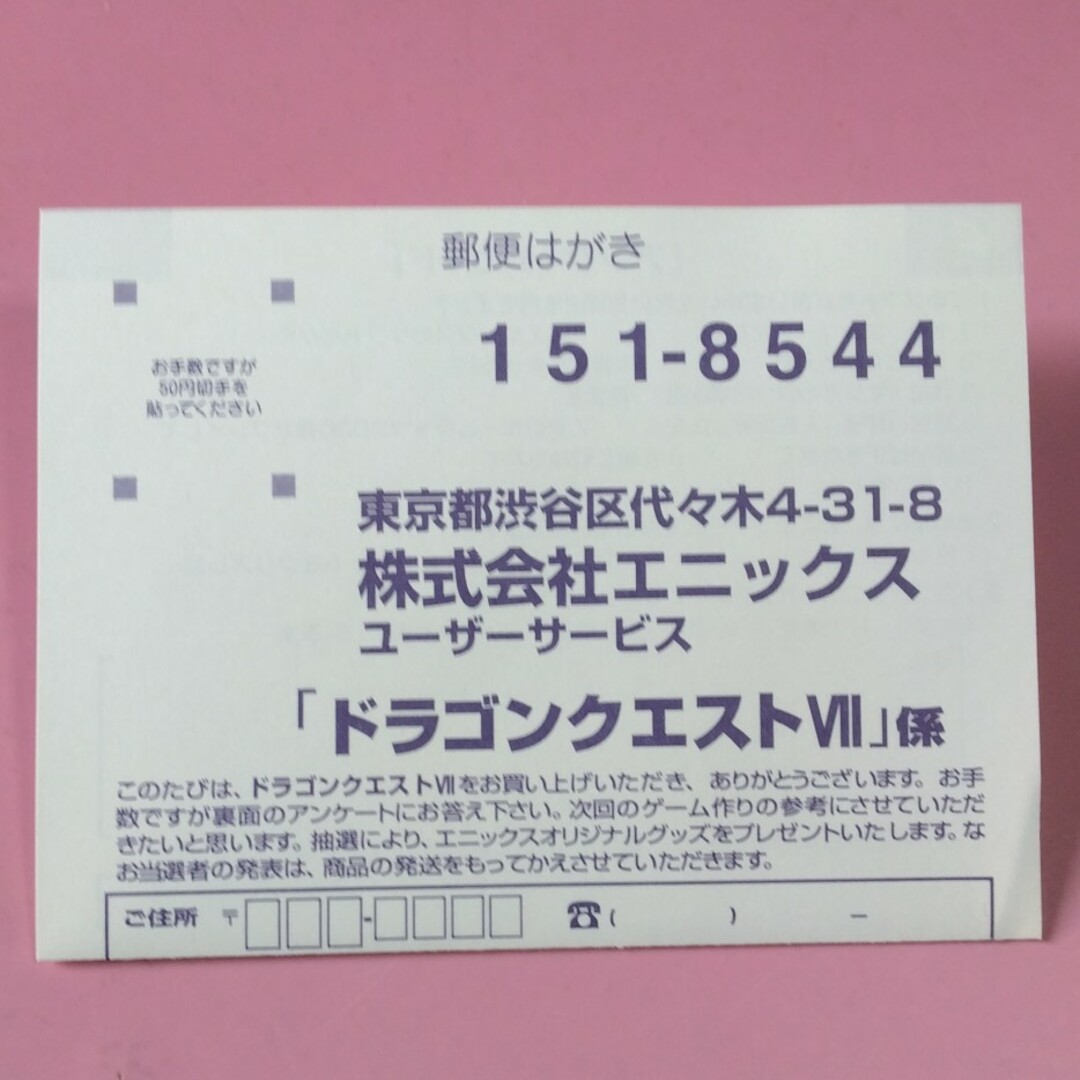 郵便はがき
お手数ですが
50円切手を
貼ってください
151-8544
東京都渋谷区代々木4-31-8
株式会社エニックス
ユーザーサービス
「ドラゴンクエストⅦ」係
このたびは、ドラゴンクエストⅦをお買い上げいただき、ありがとうございます。お手
数ですが裏面のアンケートにお答え下さい。次回のゲーム作りの参考にさせていただ
きたいと思います。抽選により、エニックスオリジナルグッズをプレゼントいたします。な
お当選者の発表は、商品の発送をもってかえさせていただきます。
ご住所 〒 - ☎( ) －